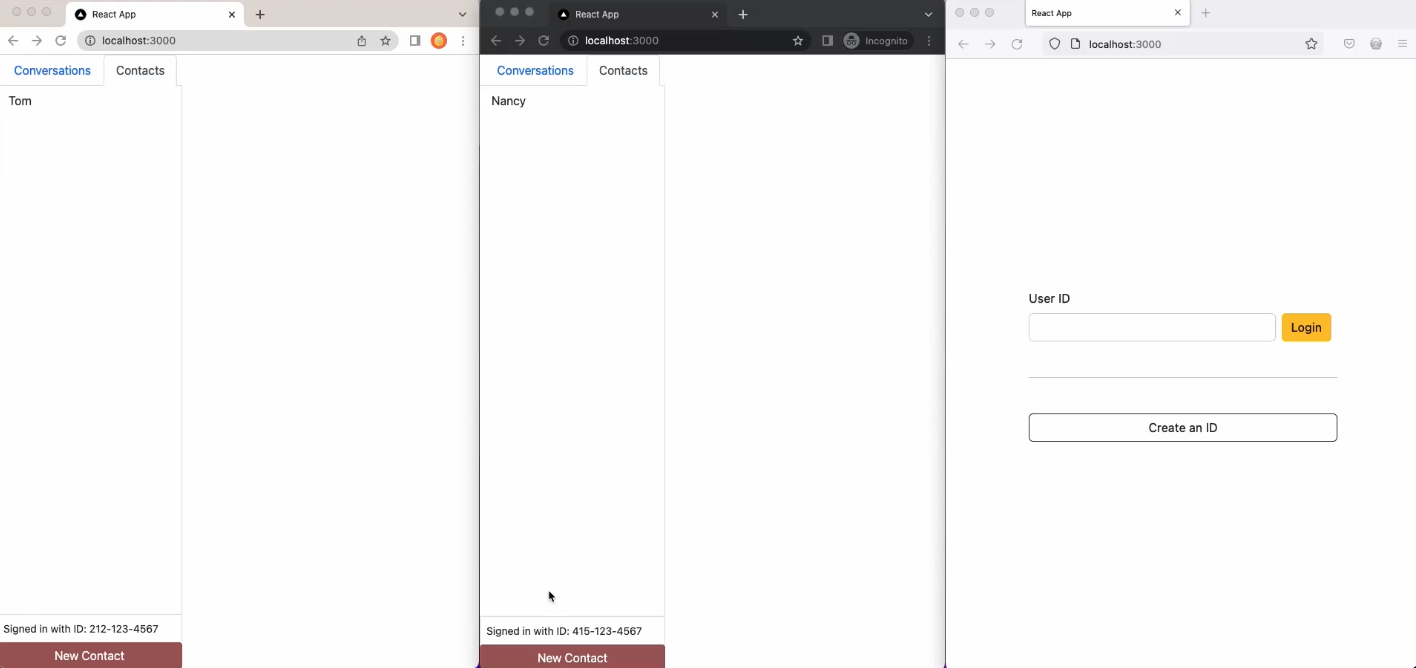 React App
localhost:3000
Conversations
Contacts
Tom
Signed in with ID: 212-123-4567
New Contact
React App
localhost:3000
Incognito
Conversations
Contacts
Nancy
Signed in with ID: 415-123-4567
New Contact
React App
localhost:3000
User ID
Login
Create an ID